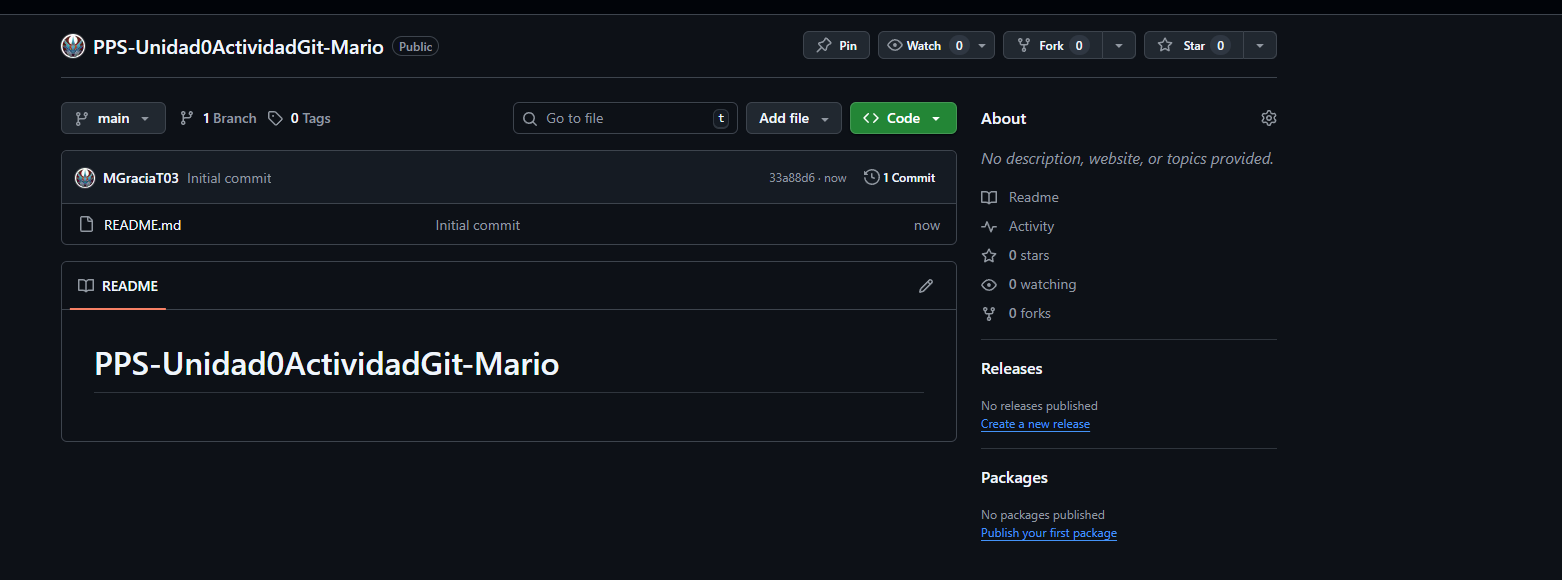 PPS-Unidad0ActividadGit-Mario Public Pin Watch 0 Fork 0 Star 0
main 1 Branch 0 Tags Go to file t Add file Code
MGraciaT03 Initial commit 33a88d6 · now 1 Commit
README.md Initial commit now
README
PPS-Unidad0ActividadGit-Mario
About
No description, website, or topics provided.
Readme
Activity
0 stars
0 watching
0 forks
Releases
No releases published
Create a new release
Packages
No packages published
Publish your first package